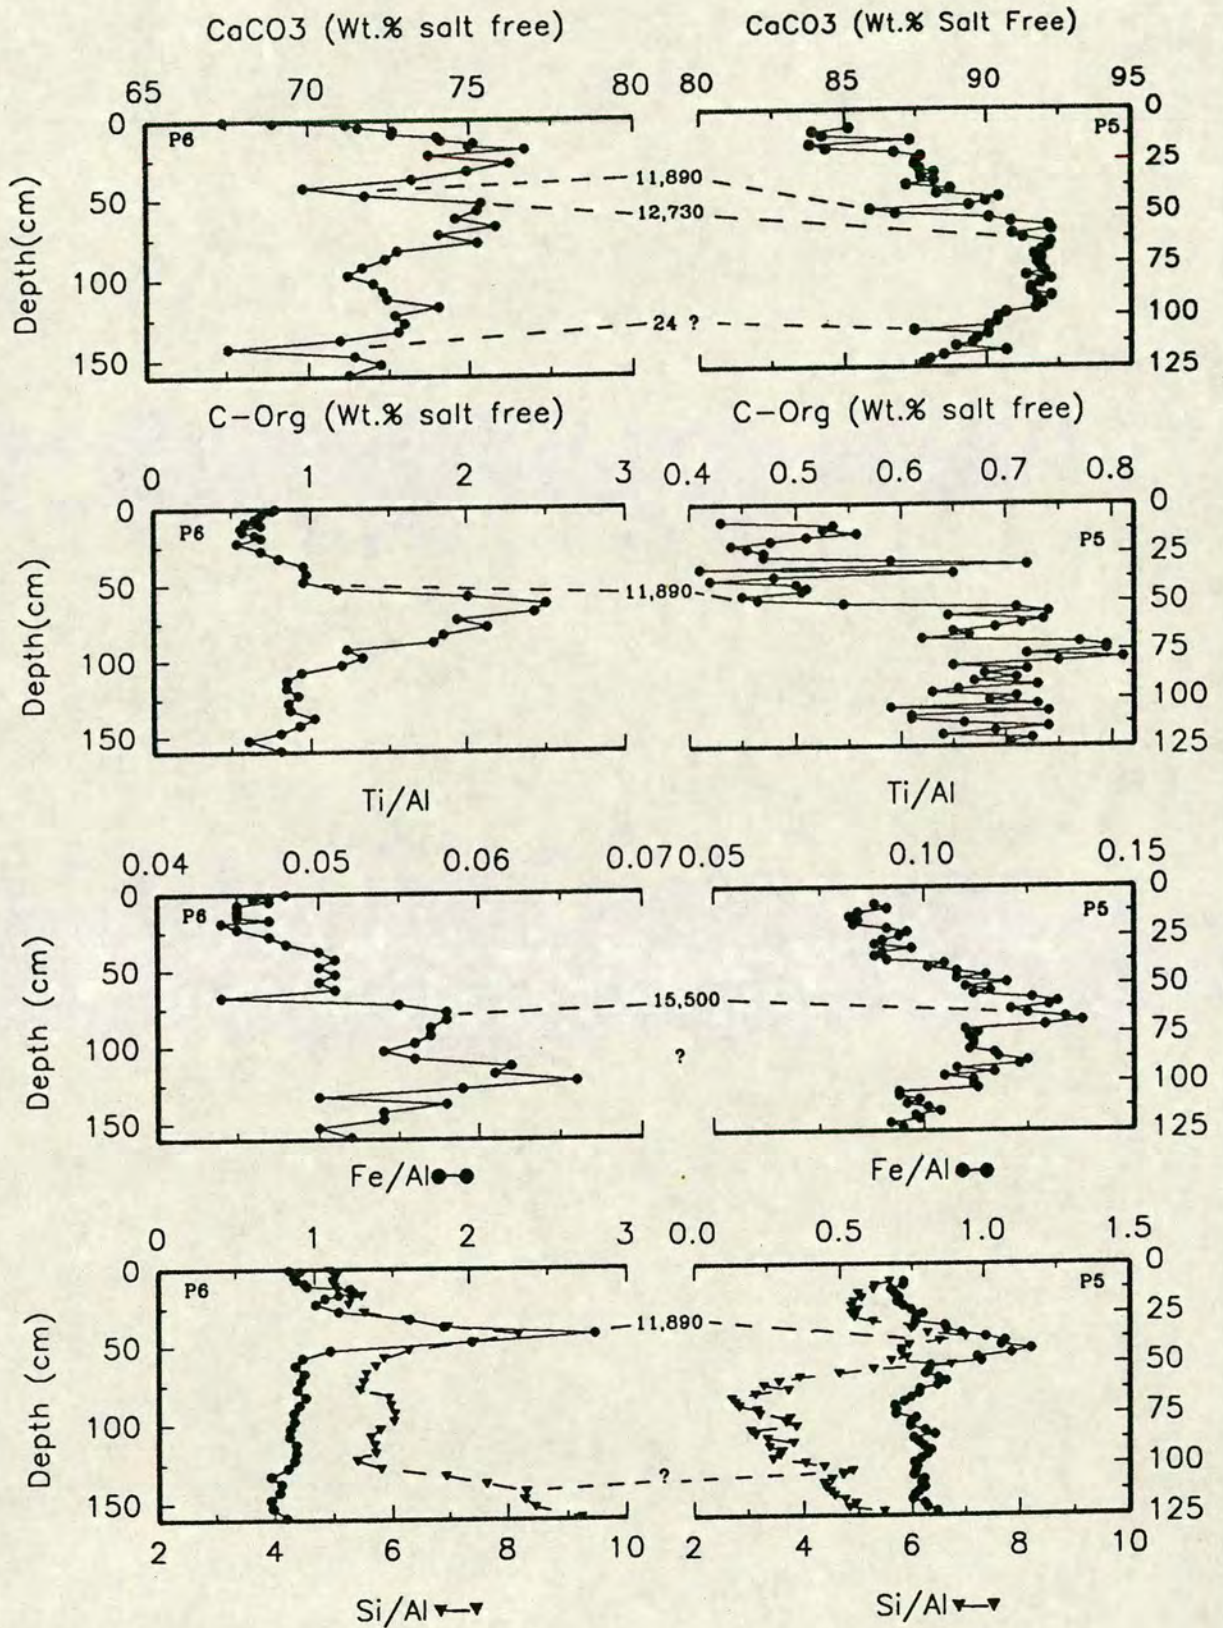 CaCO3 (Wt.% salt free) CaCO3 (Wt.% Salt Free)
65 70 75 80 80 85 90 95
0 P6 P5 0
25
50 11,890 50
12,730
100 75
100
150 24 ? 125
Depth(cm)
C-Org (Wt.% salt free) C-Org (Wt.% salt free)
0 1 2 3 0.4 0.5 0.6 0.7 0.8
0 P6 P5 0
25
50 11,890 50
100 75
100
150 125
Depth(cm)
Ti/Al Ti/Al
0.04 0.05 0.06 0.07 0.05 0.10 0.15
0 P6 P5 0
25
50 15,500 50
100 ? 75
100
150 125
Depth (cm)
Fe/Al Fe/Al
0 1 2 3 0.0 0.5 1.0 1.5
0 P6 P5 0
25
50 11,890 50
100 75
100
150 ? 125
Depth (cm)
2 4 6 8 10 2 4 6 8 10
Si/Al Si/Al